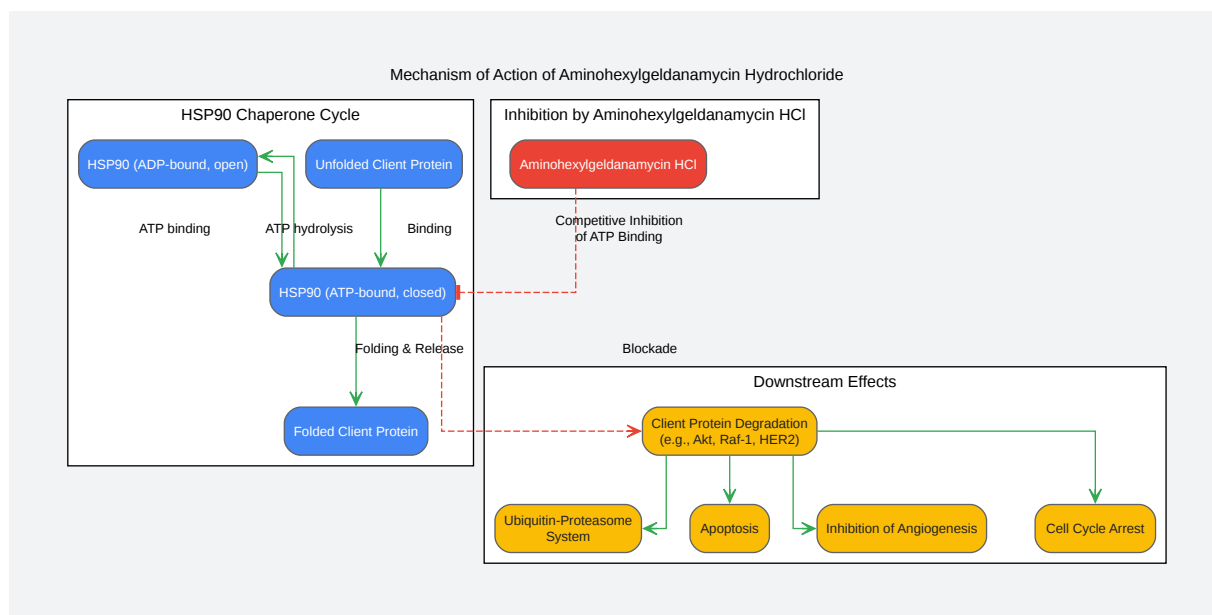 Mechanism of Action of Aminohexylgeldanamycin Hydrochloride
HSP90 Chaperone Cycle
Inhibition by Aminohexylgeldanamycin HCl
HSP90 (ADP-bound, open)
Unfolded Client Protein
Aminohexylgeldanamycin HCl
ATP binding
ATP hydrolysis
Binding
Competitive Inhibition
of ATP Binding
HSP90 (ATP-bound, closed)
Folding & Release
Blockade
Downstream Effects
Folded Client Protein
Client Protein Degradation
(e.g., Akt, Raf-1, HER2)
Ubiquitin-Proteasome
System
Apoptosis
Inhibition of Angiogenesis
Cell Cycle Arrest